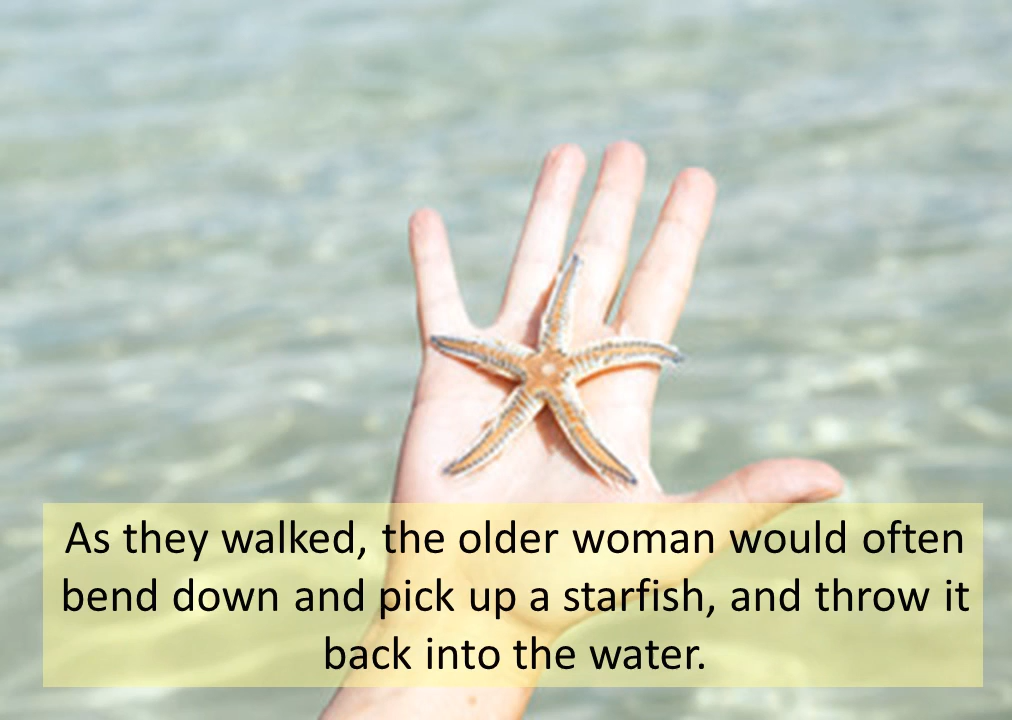 As they walked, the older woman would often
bend down and pick up a starfish, and throw it
back into the water.